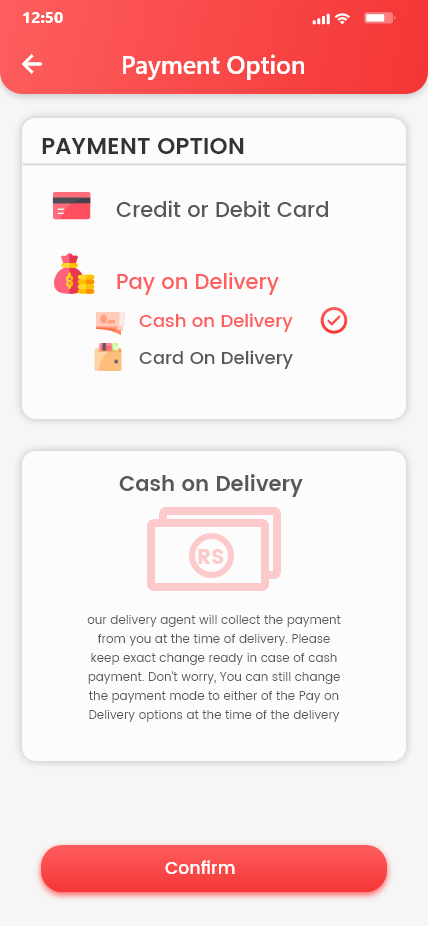 12:50
Payment Option
PAYMENT OPTION
Credit or Debit Card
Pay on Delivery
Cash on Delivery
Card On Delivery
Cash on Delivery
RS
our delivery agent will collect the payment
from you at the time of delivery. Please
keep exact change ready in case of cash
payment. Don't worry, You can still change
the payment mode to either of the Pay on
Delivery options at the time of the delivery
Confirm